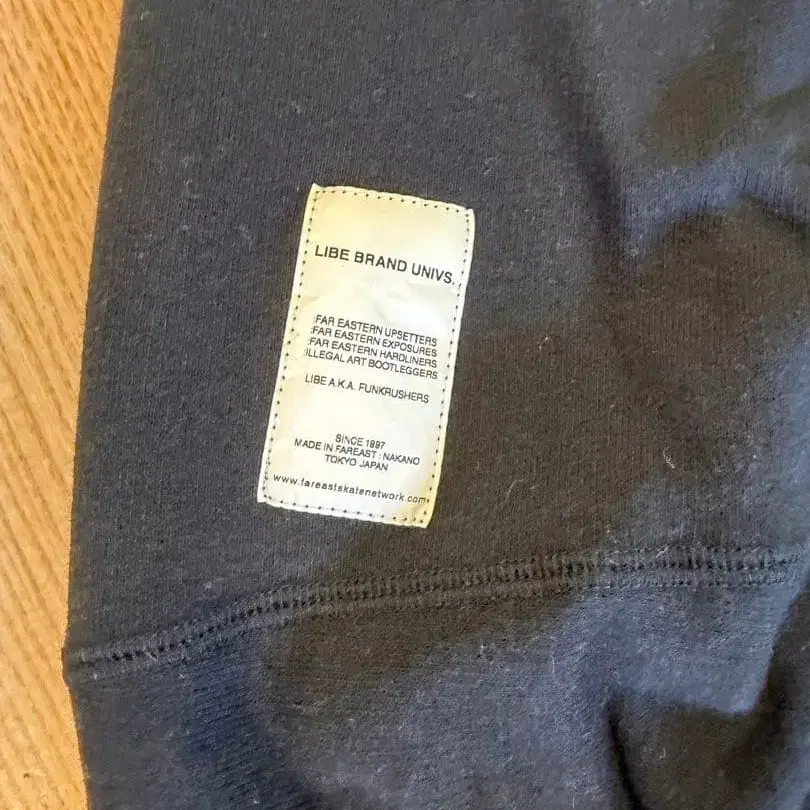 LIBE BRAND UNIVS.
:FAR EASTERN UPSETTERS
:FAR EASTERN EXPOSURES
:FAR EASTERN HARDLINERS
:ILLEGAL ART BOOTLEGGERS
LIBE A.K.A. FUNKRUSHERS
SINCE 1997
MADE IN FAREAST : NAKANO
TOKYO JAPAN
www.fareastskatenetwork.com